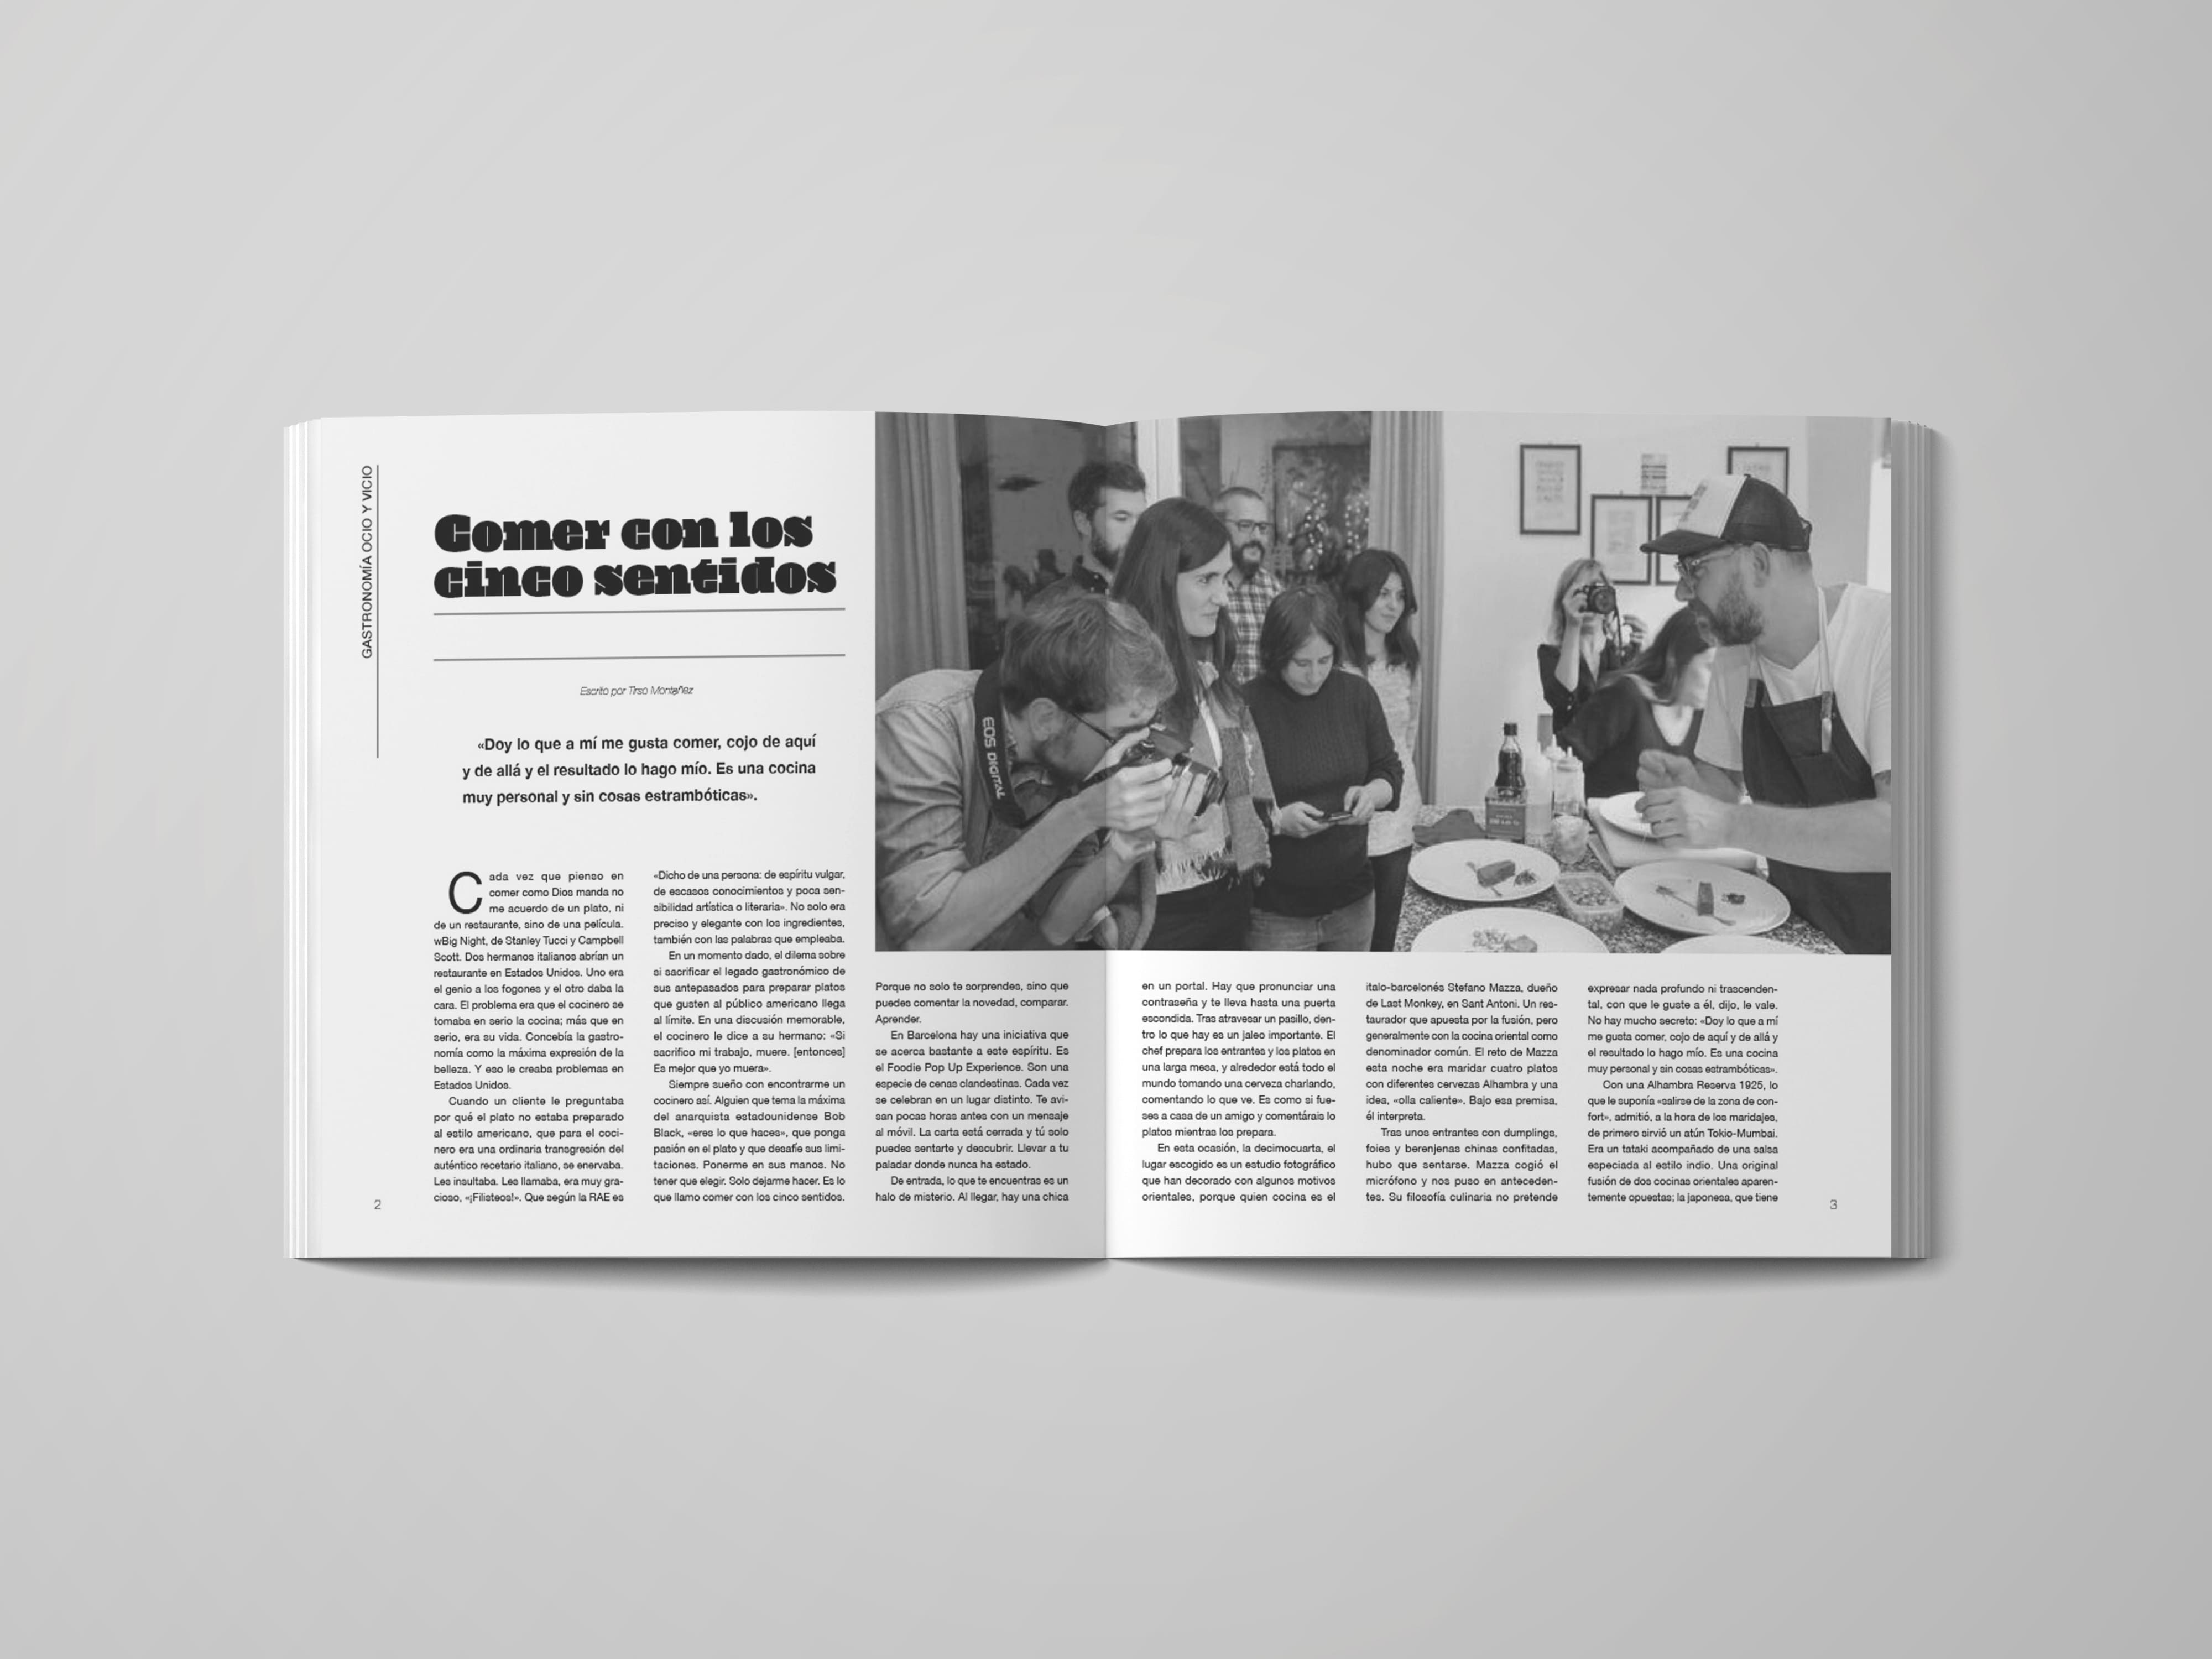 GASTRONOMÍA OCIO Y VICIO
Comer con los
cinco sentidos
Escrito por Tirso Montañez
«Doy lo que a mí me gusta comer, cojo de aquí
y de allá y el resultado lo hago mío. Es una cocina
muy personal y sin cosas estrambóticas».
Cada vez que pienso en
comer como Dios manda no
me acuerdo de un plato, ni
de un restaurante, sino de una película.
wBig Night, de Stanley Tucci y Campbell
Scott. Dos hermanos italianos abrían un
restaurante en Estados Unidos. Uno era
el genio a los fogones y el otro daba la
cara. El problema era que el cocinero se
tomaba en serio la cocina; más que en
serio, era su vida. Concebía la gastro-
nomía como la máxima expresión de la
belleza. Y eso le creaba problemas en
Estados Unidos.
Cuando un cliente le preguntaba
por qué el plato no estaba preparado
al estilo americano, que para el coci-
nero era una ordinaria transgresión del
auténtico recetario italiano, se enervaba.
Les insultaba. Les llamaba, era muy gra-
cioso, «¡Filisteos!». Que según la RAE es
«Dicho de una persona: de espíritu vulgar,
de escasos conocimientos y poca sen-
sibilidad artística o literaria». No solo era
preciso y elegante con los ingredientes,
también con las palabras que empleaba.
En un momento dado, el dilema sobre
si sacrificar el legado gastronómico de
sus antepasados para preparar platos
que gusten al público americano llega
al límite. En una discusión memorable,
el cocinero le dice a su hermano: «Si
sacrifico mi trabajo, muere. [entonces]
Es mejor que yo muera».
Siempre sueño con encontrarme un
cocinero así. Alguien que tema la máxima
del anarquista estadounidense Bob
Black, «eres lo que haces», que ponga
pasión en el plato y que desafíe sus limi-
taciones. Ponerme en sus manos. No
tener que elegir. Solo dejarme hacer. Es lo
que llamo comer con los cinco sentidos.
Porque no solo te sorprendes, sino que
puedes comentar la novedad, comparar.
Aprender.
En Barcelona hay una iniciativa que
se acerca bastante a este espíritu. Es
el Foodie Pop Up Experience. Son una
especie de cenas clandestinas. Cada vez
se celebran en un lugar distinto. Te avi-
san pocas horas antes con un mensaje
al móvil. La carta está cerrada y tú solo
puedes sentarte y descubrir. Llevar a tu
paladar donde nunca ha estado.
De entrada, lo que te encuentras es un
halo de misterio. Al llegar, hay una chica
en un portal. Hay que pronunciar una
contraseña y te lleva hasta una puerta
escondida. Tras atravesar un pasillo, den-
tro lo que hay es un jaleo importante. El
chef prepara los entrantes y los platos en
una larga mesa, y alrededor está todo el
mundo tomando una cerveza charlando,
comentando lo que ve. Es como si fue-
ses a casa de un amigo y comentárais lo
platos mientras los prepara.
En esta ocasión, la decimocuarta, el
lugar escogido es un estudio fotográfico
que han decorado con algunos motivos
orientales, porque quien cocina es el
italo-barcelonés Stefano Mazza, dueño
de Last Monkey, en Sant Antoni. Un res-
taurador que apuesta por la fusión, pero
generalmente con la cocina oriental como
denominador común. El reto de Mazza
esta noche era maridar cuatro platos
con diferentes cervezas Alhambra y una
idea, «olla caliente». Bajo esa premisa,
él interpreta.
Tras unos entrantes con dumplings,
foies y berenjenas chinas confitadas,
hubo que sentarse. Mazza cogió el
micrófono y nos puso en anteceden-
tes. Su filosofía culinaria no pretende
expresar nada profundo ni trascenden-
tal, con que le guste a él, dijo, le vale.
No hay mucho secreto: «Doy lo que a mí
me gusta comer, cojo de aquí y de allá y
el resultado lo hago mío. Es una cocina
muy personal y sin cosas estrambóticas».
Con una Alhambra Reserva 1925, lo
que le suponía «salirse de la zona de con-
fort», admitió, a la hora de los maridajes,
de primero sirvió un atún Tokio-Mumbai.
Era un tataki acompañado de una salsa
especiada al estilo indio. Una original
fusión de dos cocinas orientales aparen-
temente opuestas; la japonesa, que tiene
EOS DIGITAL
2
3